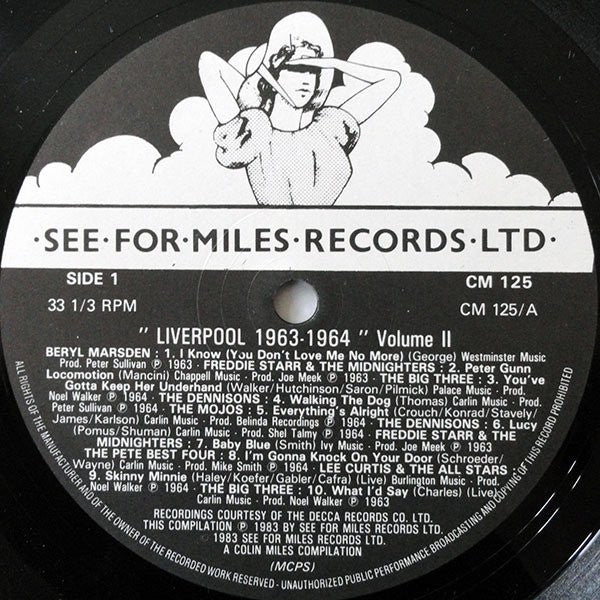 ·SEE·FOR·MILES·RECORDS·LTD·
SIDE 1
CM 125
33 1/3 RPM
CM 125/A
" LIVERPOOL 1963-1964 " Volume II
BERYL MARSDEN : 1. I Know (You Don't Love Me No More) (George) Westminster Music
Prod. Peter Sullivan ℗ 1963 · FREDDIE STARR & THE MIDNIGHTERS : 2. Peter Gunn
Locomotion (Mancini) Chappell Music · Prod. Joe Meek ℗ 1963 · THE BIG THREE : 3. You've
Gotta Keep Her Underhand (Walker/Hutchinson/Saron/Pilmick) Palace Music · Prod.
Noel Walker ℗ 1964 · THE DENNISONS : 4. Walking The Dog (Thomas) Carlin Music · Prod.
Peter Sullivan ℗ 1964 · THE MOJOS : 5. Everything's Alright (Crouch/Konrad/Stavely/
James/Karlson) Carlin Music · Prod. Belinda Recordings ℗ 1964 · THE DENNISONS : 6. Lucy
(Pomus/Shuman) Carlin Music · Prod. Shel Talmy ℗ 1964 · FREDDIE STARR & THE
MIDNIGHTERS : 7. Baby Blue (Smith) Ivy Music · Prod. Joe Meek ℗ 1963
THE PETE BEST FOUR : 8. I'm Gonna Knock On Your Door (Schroeder/
Wayne) Carlin Music · Prod. Mike Smith ℗ 1964 · LEE CURTIS & THE ALL STARS :
9. Skinny Minnie (Haley/Koefer/Gabler/Cafra) (Live) Burlington Music · Prod.
Noel Walker ℗ 1964 · THE BIG THREE : 10. What I'd Say (Charles) (Live)
Carlin Music · Prod. Noel Walker ℗ 1963
RECORDINGS COURTESY OF THE DECCA RECORDS CO. LTD.
THIS COMPILATION ℗ 1983 BY SEE FOR MILES RECORDS LTD.
1983 SEE FOR MILES RECORDS LTD.
A COLIN MILES COMPILATION
(MCPS)
ALL RIGHTS OF THE MANUFACTURER AND OF THE OWNER OF THE RECORDED WORK RESERVED - UNAUTHORIZED PUBLIC PERFORMANCE BROADCASTING AND COPYING OF THIS RECORD PROHIBITED